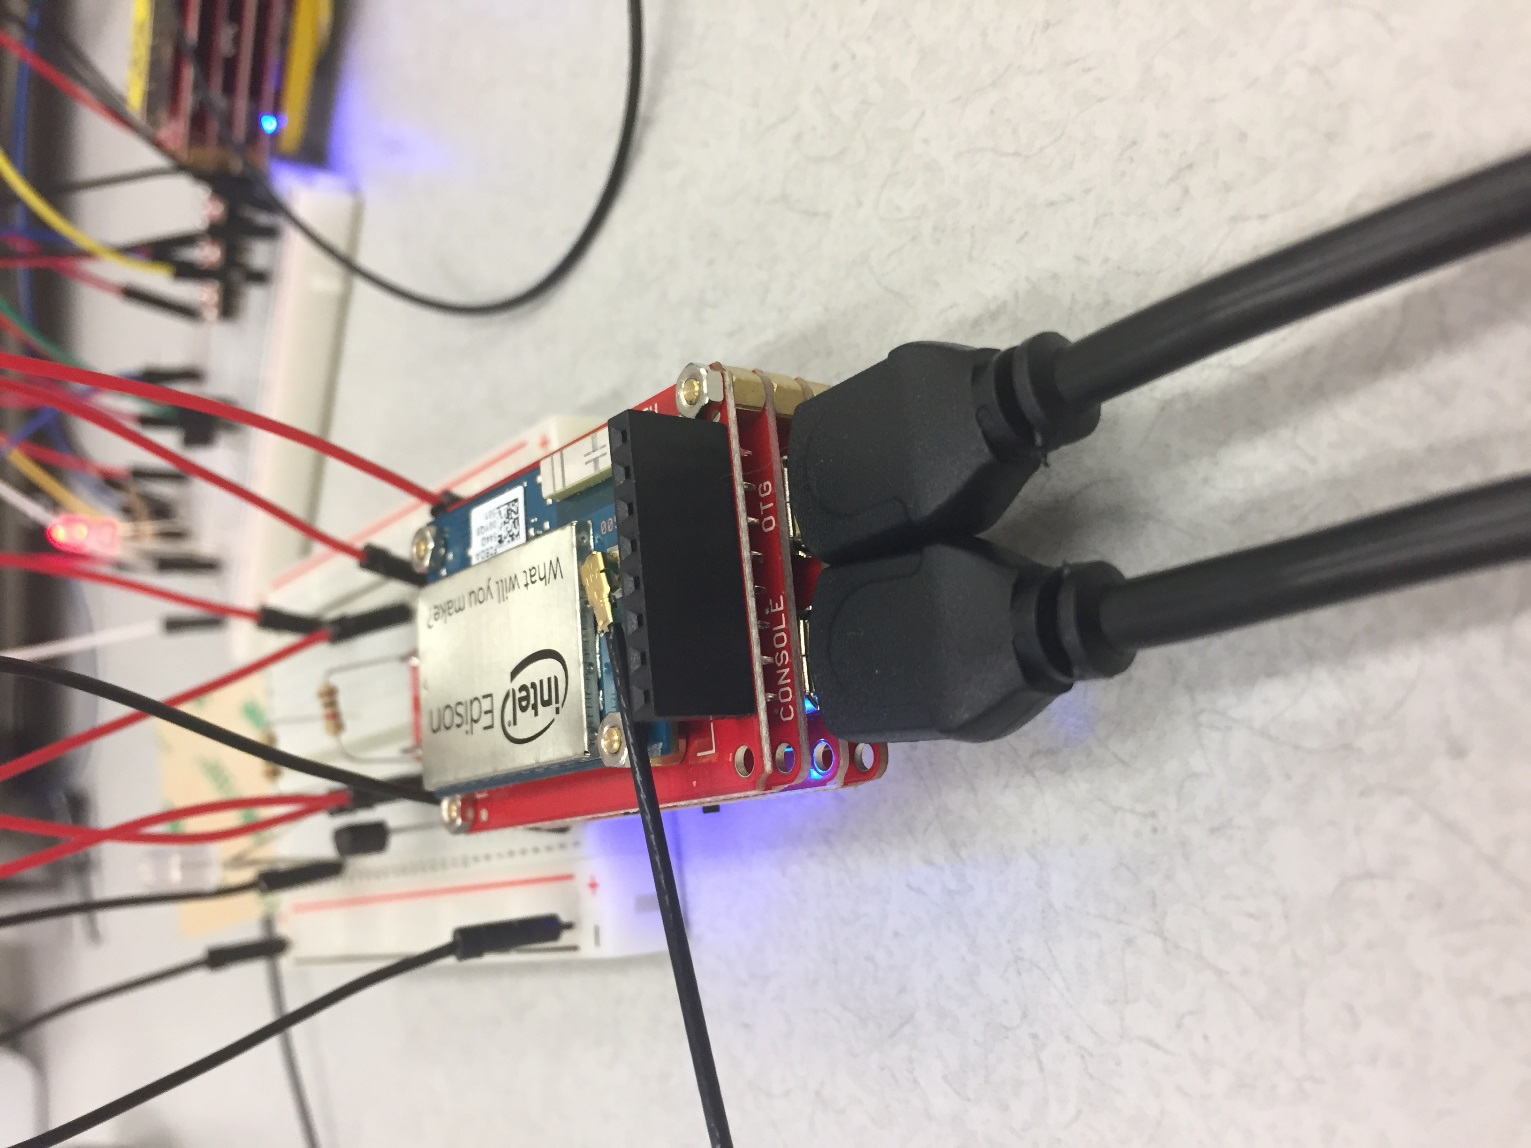 intel
Edison
What will you make?
OTG
CONSOLE